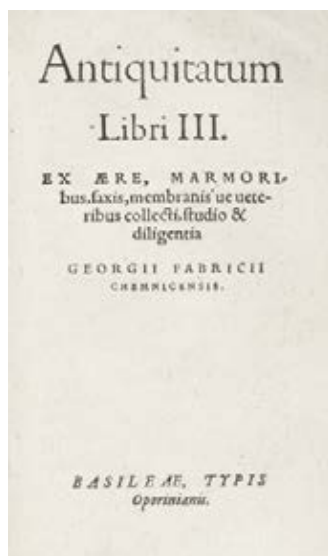 Antiquitatum
Libri III.
EX ÆRE, MARMORI-
bus. saxis, membranis'ue uete-
ribus collecti. studio &
diligentia
GEORGII FABRICII
CHEMNICENSIS.
BASILEAE, TYPIS
Oporinianis.